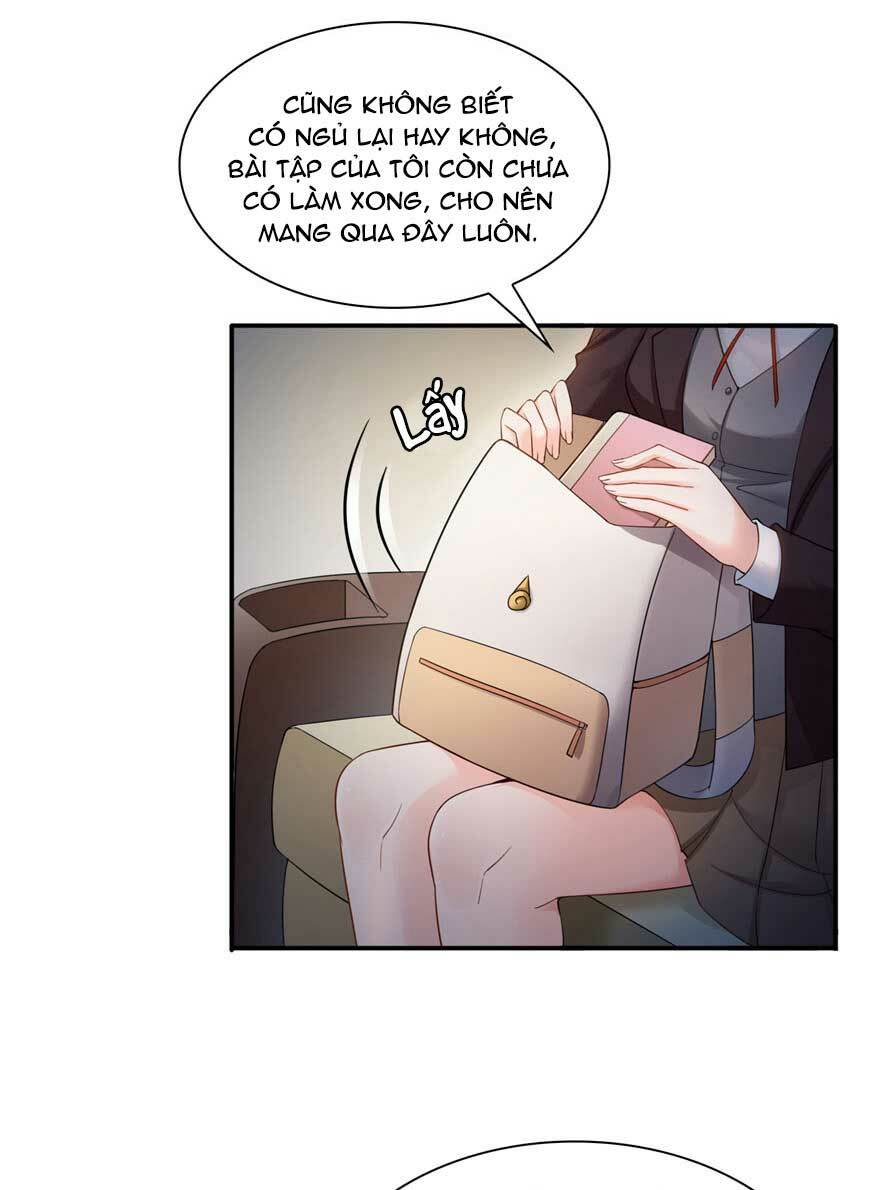 CŨNG KHÔNG BIẾT
CÓ NGỦ LẠI HAY KHÔNG,
BÀI TẬP CỦA TÔI CÒN CHƯA
CÓ LÀM XONG, CHO NÊN
MANG QUA ĐÂY LUÔN.
Lấy